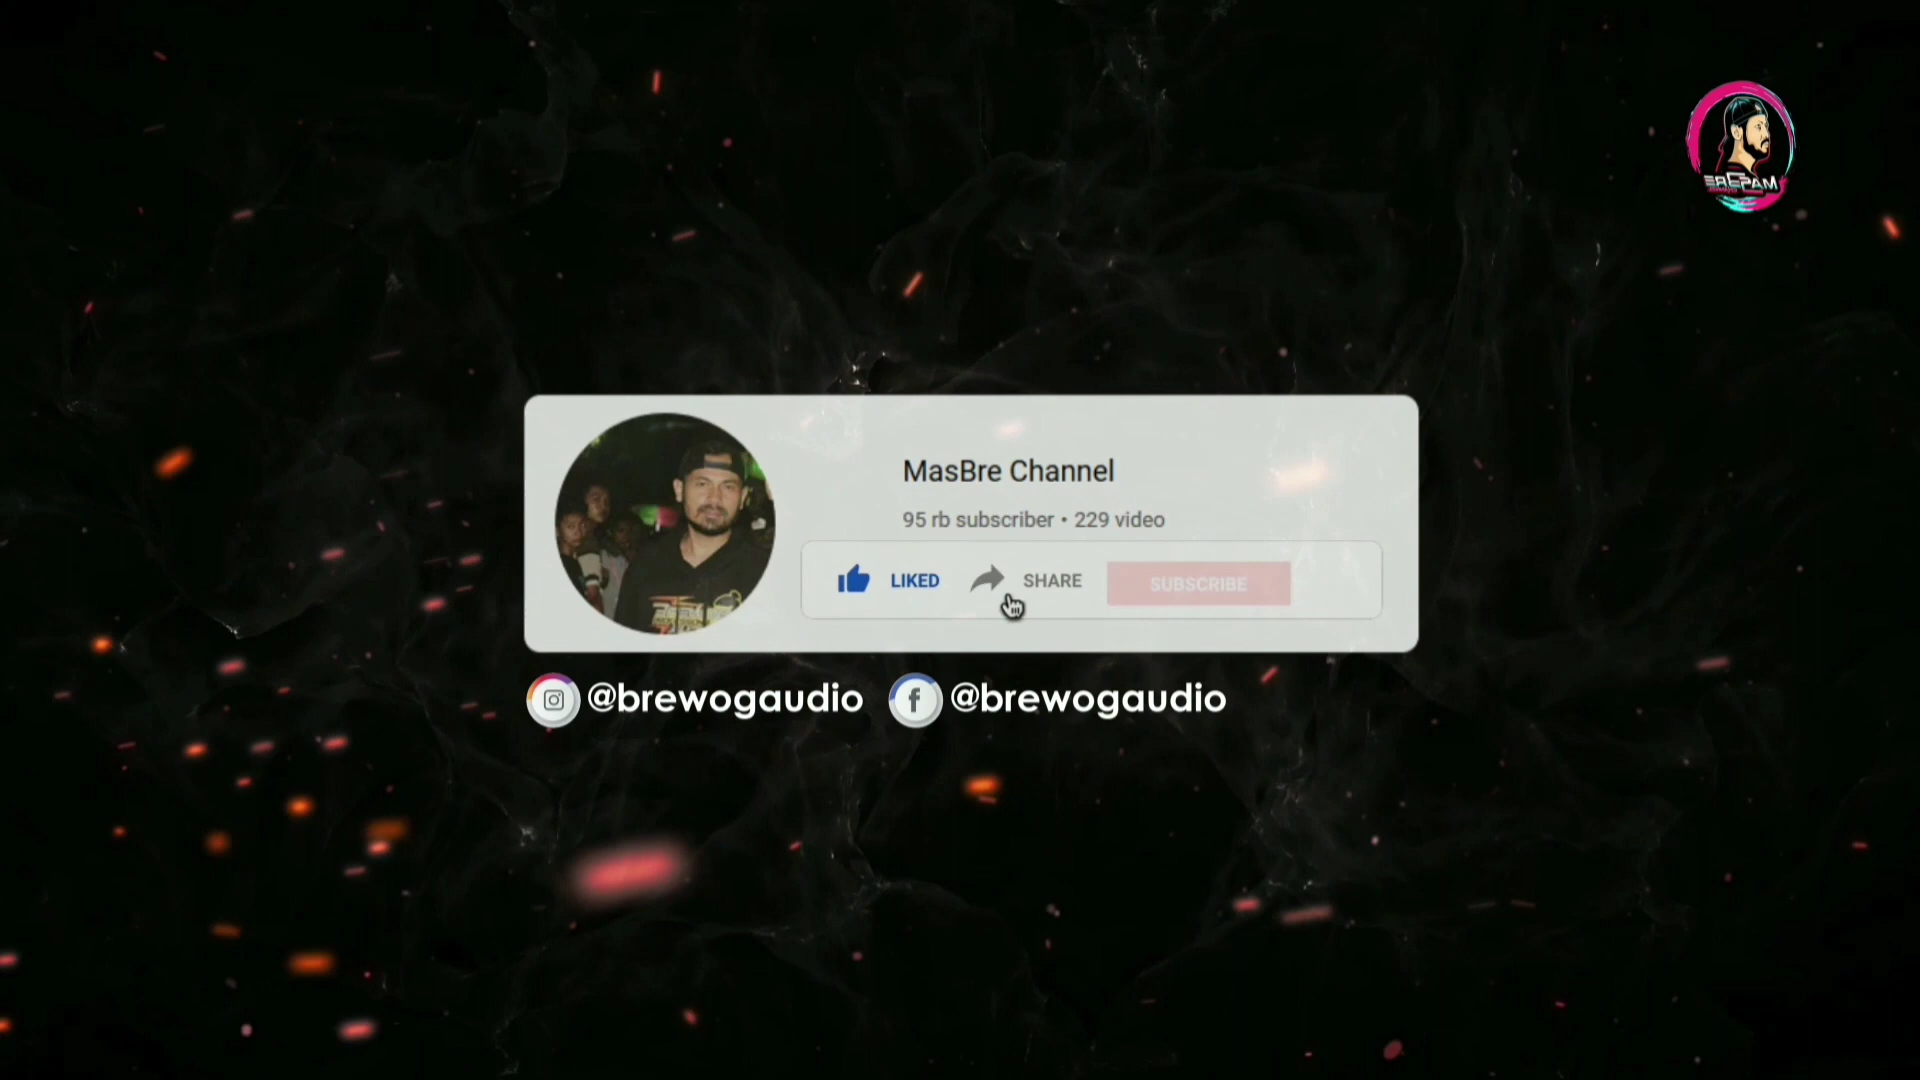 MasBre Channel
95 rb subscriber • 229 video
LIKED SHARE SUBSCRIBE
@brewogaudio @brewogaudio